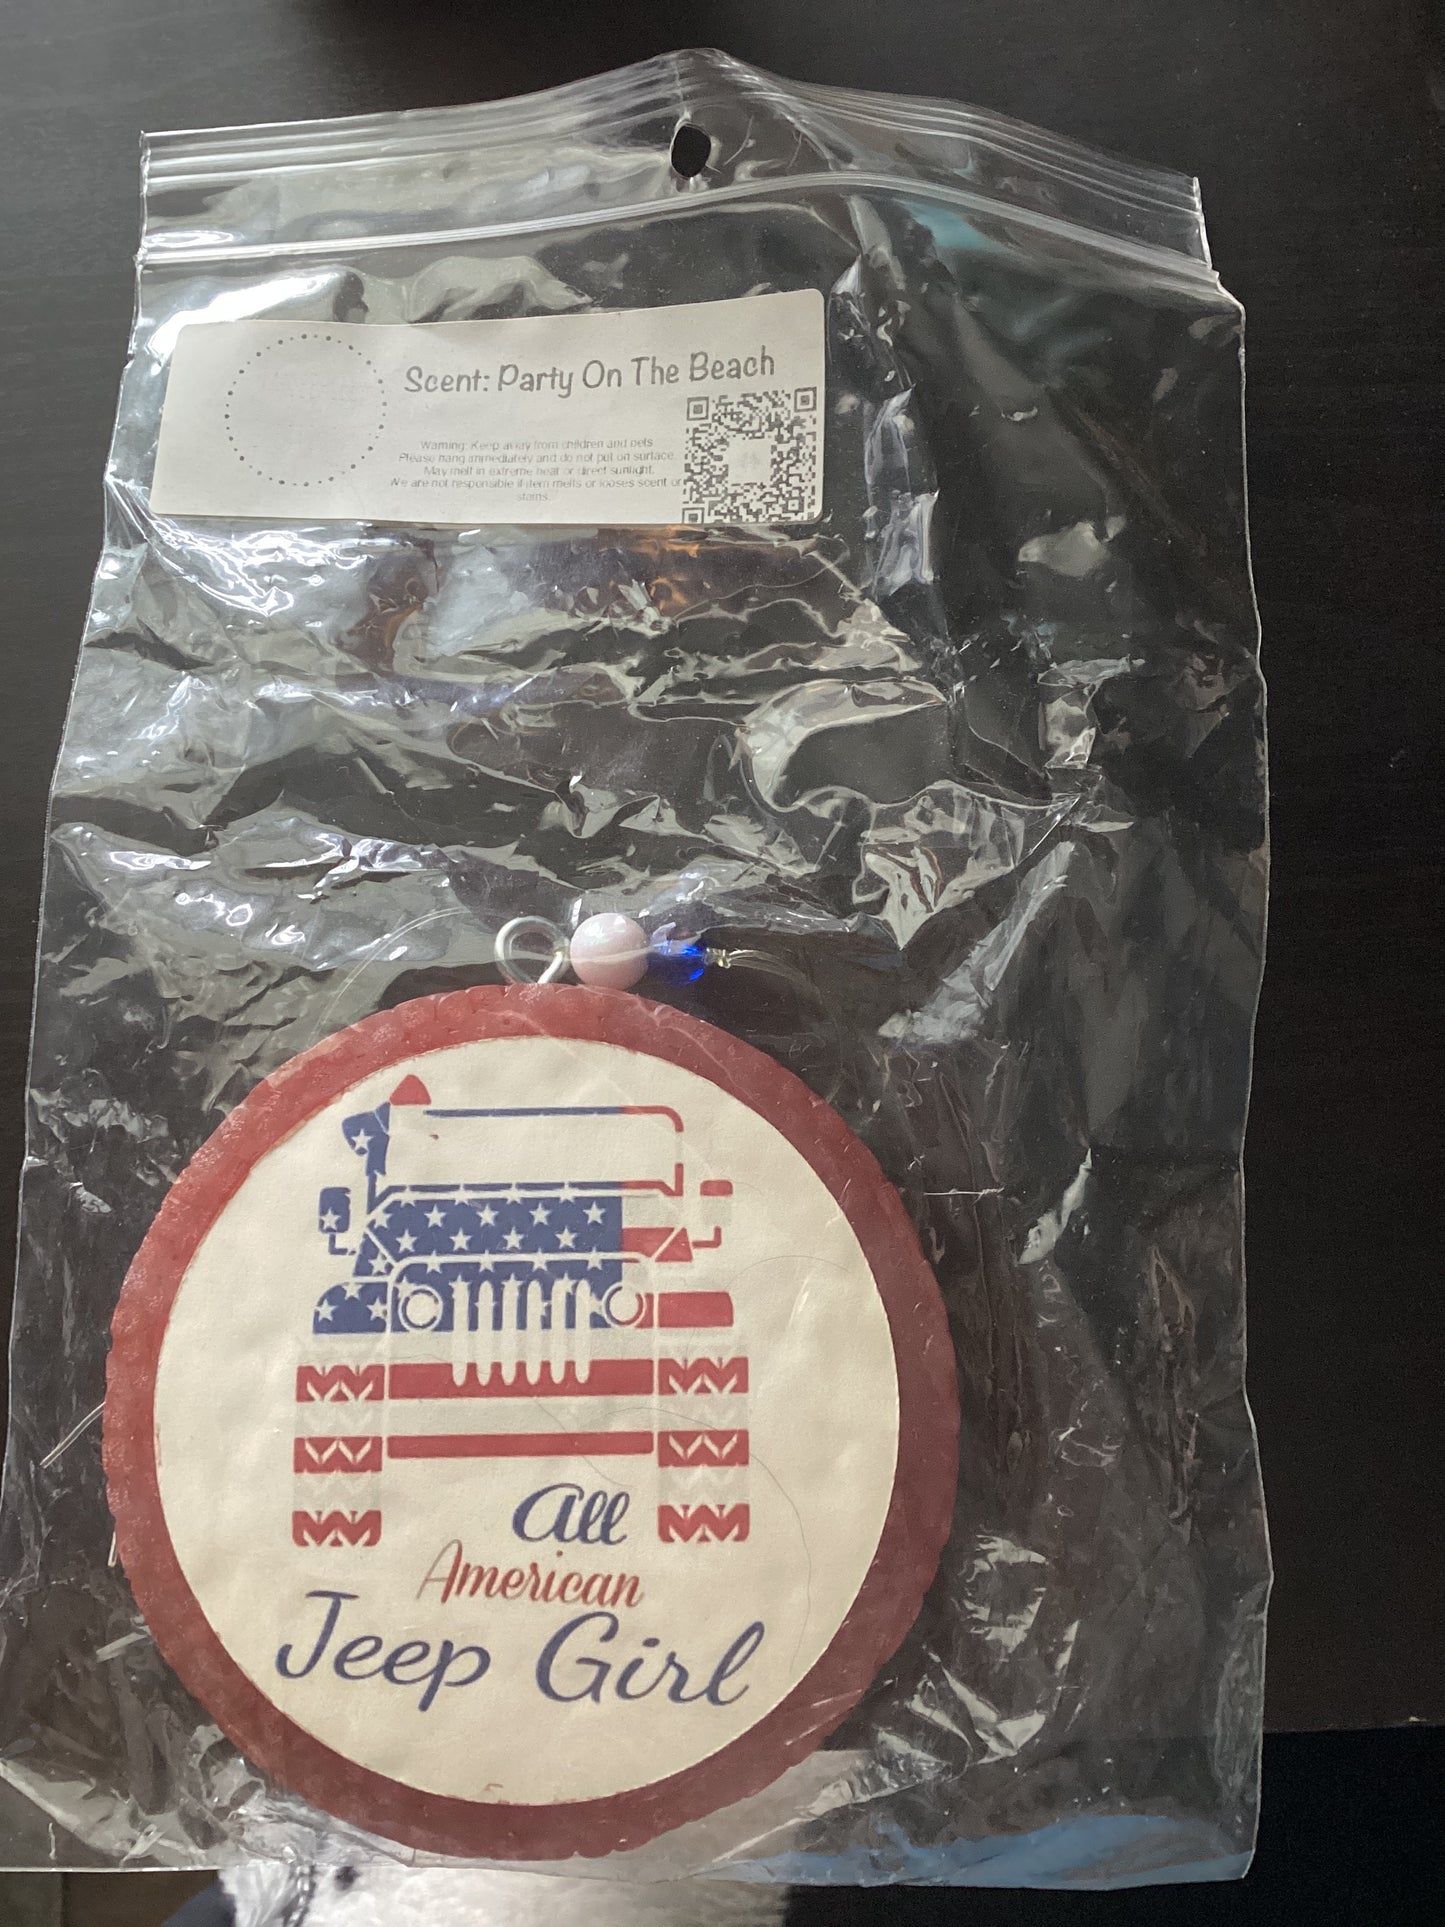 Scent: Party On The Beach
Warning: Keep away from children and pets
Please hang immediately and do not put on surface.
May melt in extreme heat or direct sunlight.
We are not responsible if item melts or looses scent or
stains.
All
American
Jeep Girl